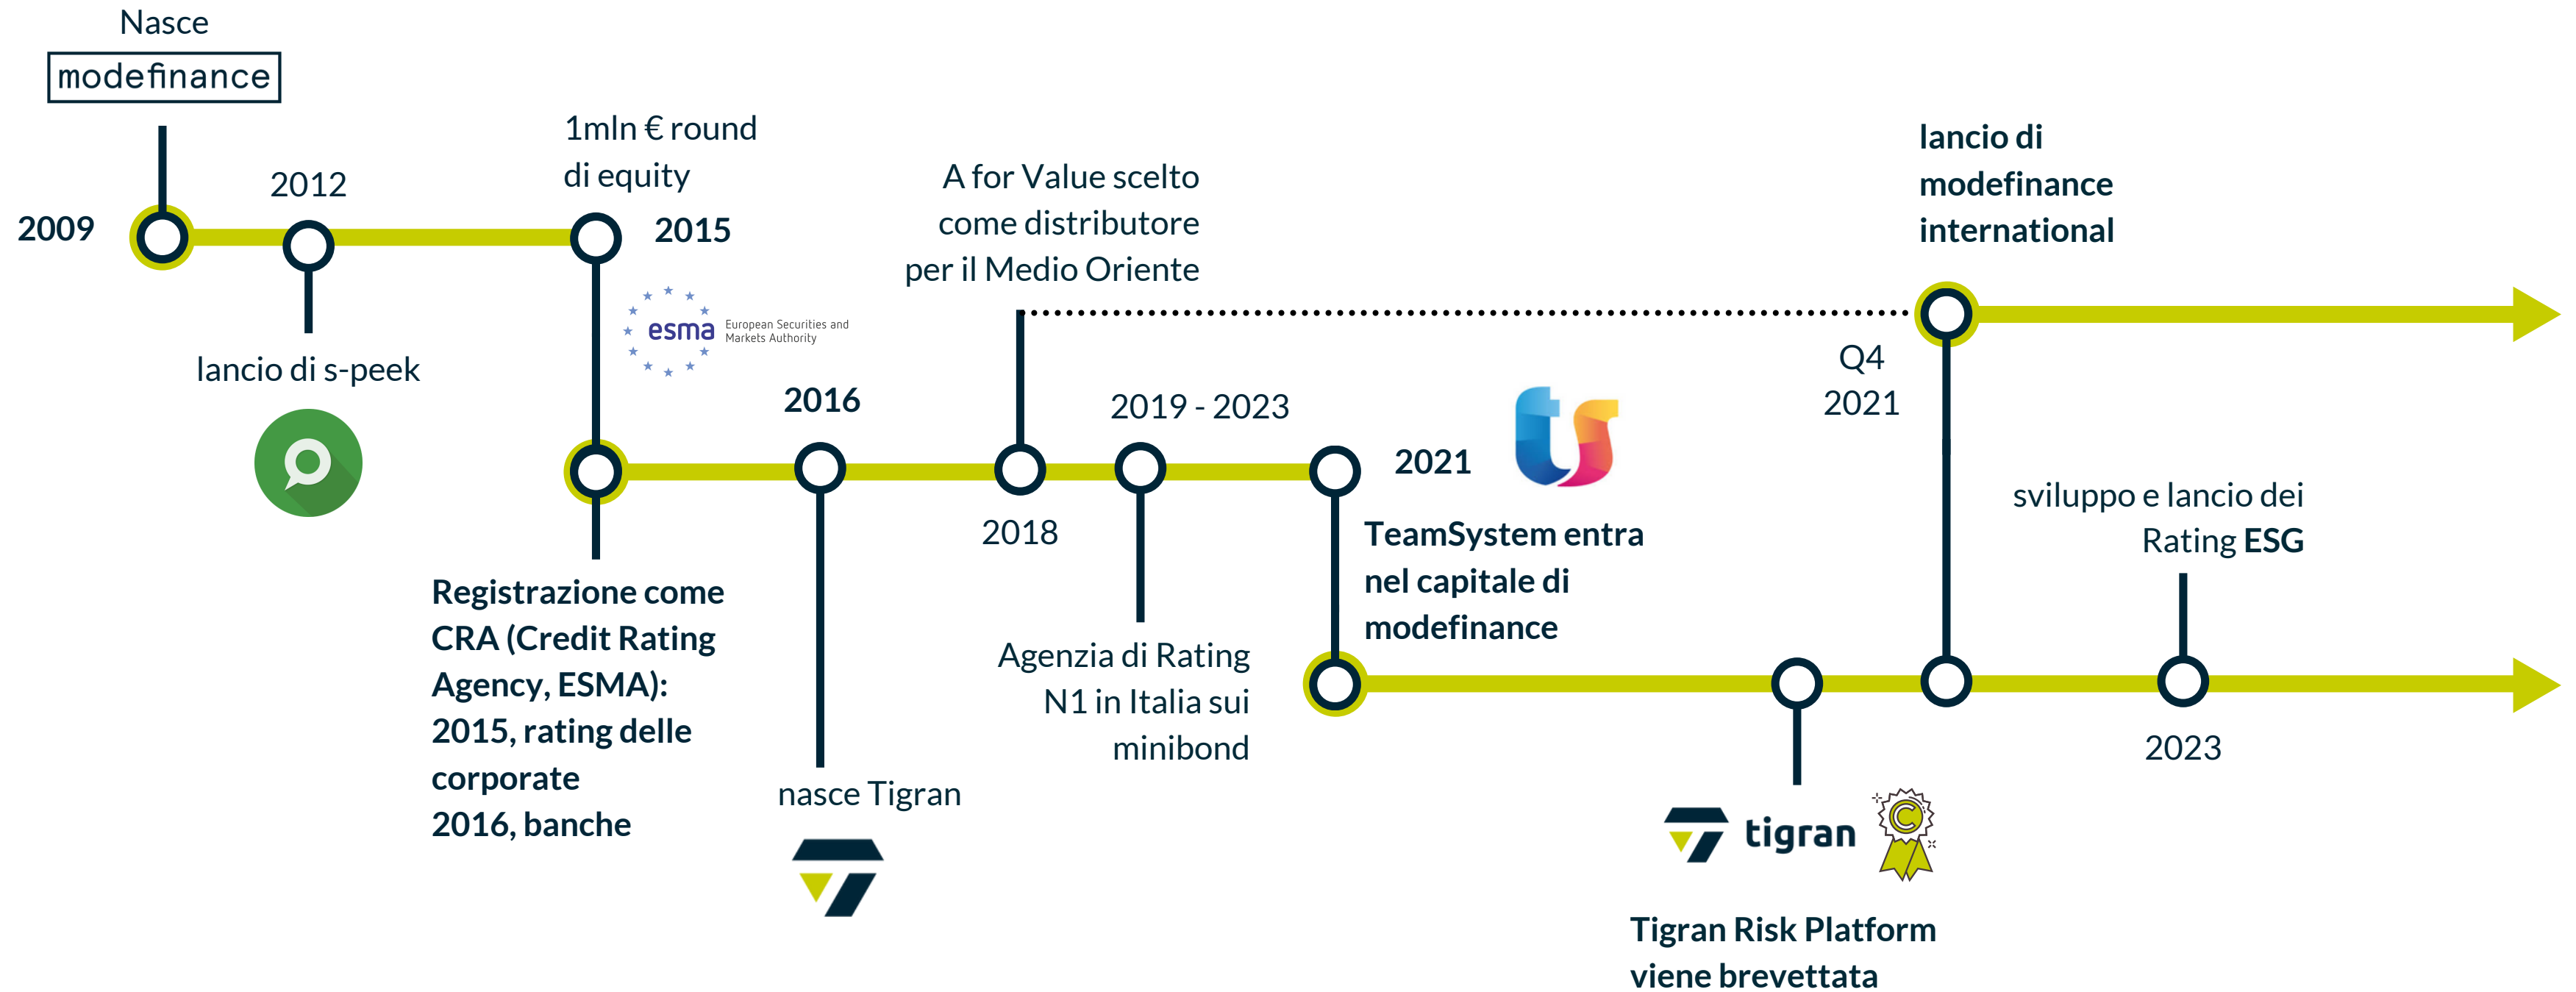 Nasce
modefinance
2009
2012
lancio di s-peek
1mln € round
di equity
2015
esma
European Securities and
Markets Authority
Registrazione come
CRA (Credit Rating
Agency, ESMA):
2015, rating delle
corporate
2016, banche
2016
nasce Tigran
A for Value scelto
come distributore
per il Medio Oriente
2018
2019 - 2023
Agenzia di Rating
N1 in Italia sui
minibond
2021
ts
TeamSystem entra
nel capitale di
modefinance
lancio di
modefinance
international
Q4
2021
tigran
C
Tigran Risk Platform
viene brevettata
sviluppo e lancio dei
Rating ESG
2023